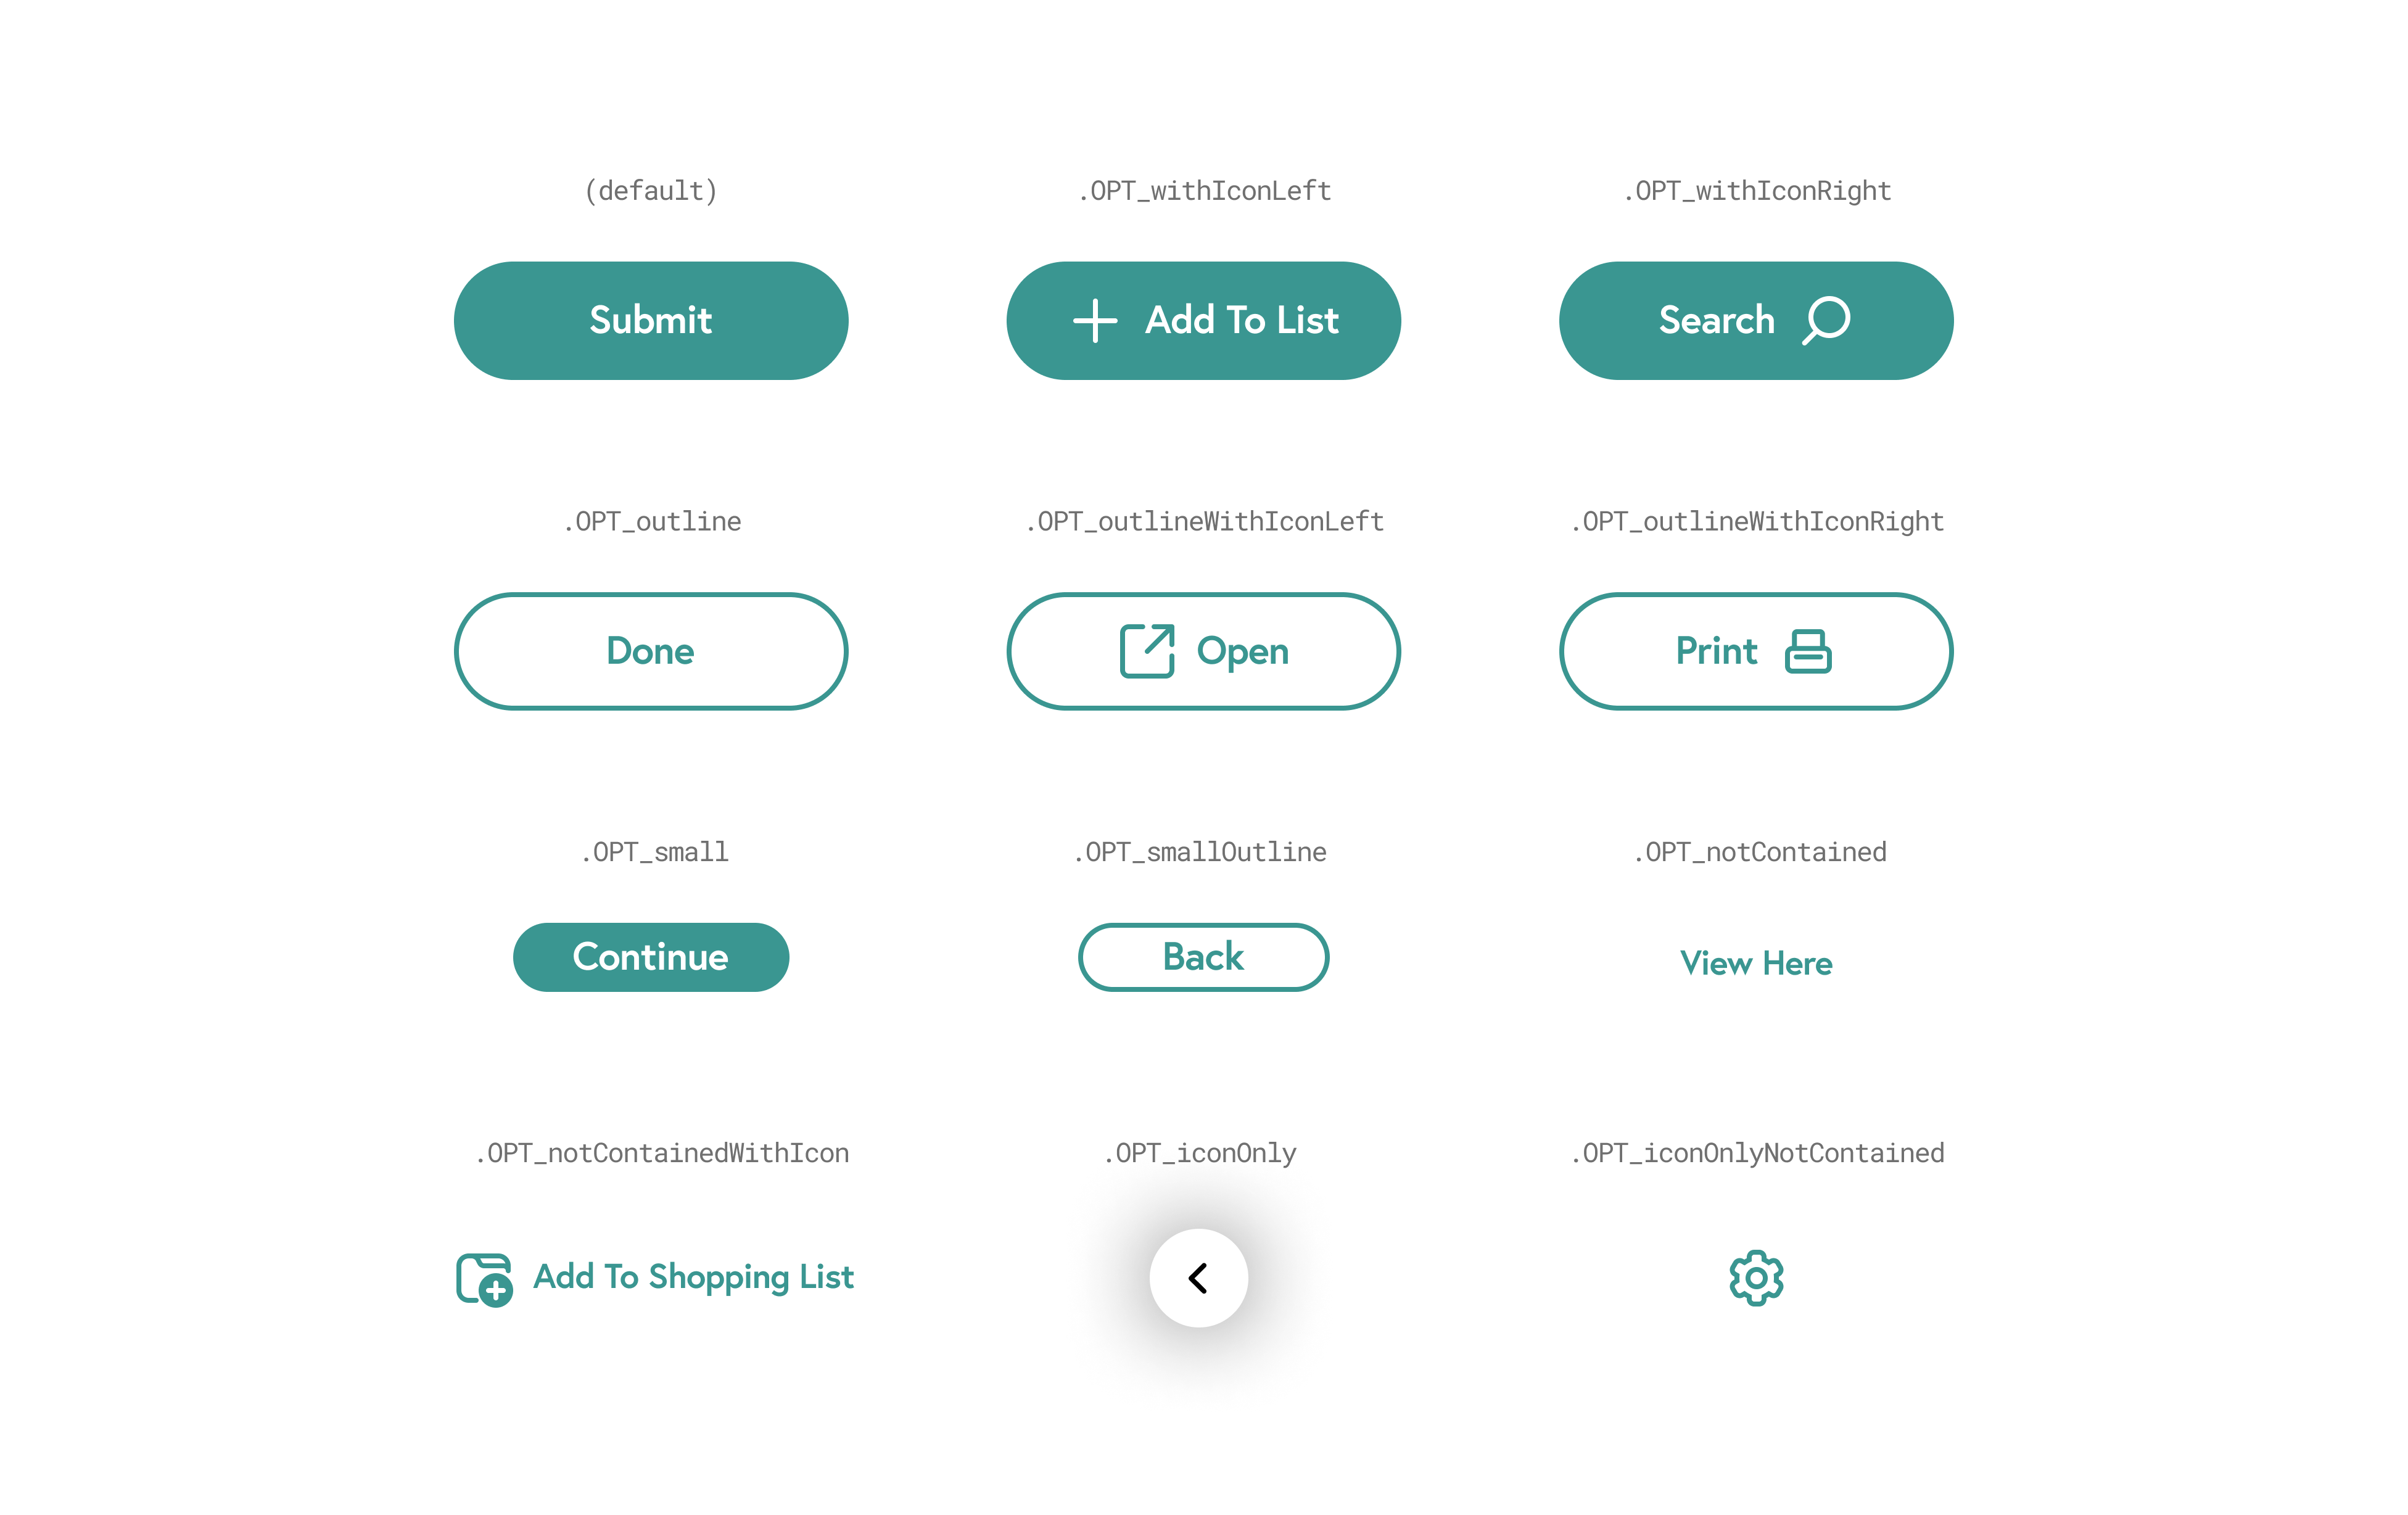 (default)
.OPT_withIconLeft
.OPT_withIconRight
Submit
Add To List
Search
.OPT_outline
.OPT_outlineWithIconLeft
.OPT_outlineWithIconRight
Done
Open
Print
.OPT_small
.OPT_smallOutline
.OPT_notContained
Continue
Back
View Here
.OPT_notContainedWithIcon
.OPT_iconOnly
.OPT_iconOnlyNotContained
Add To Shopping List